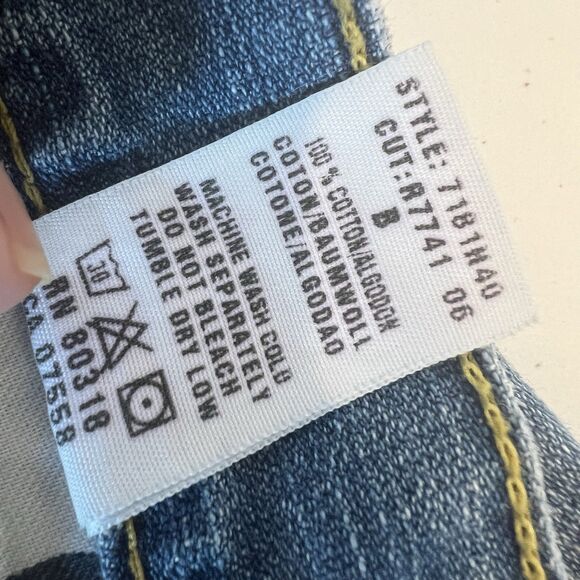 STYLE: 7181H40
CUT: R7741 06
B
100 % COTTON/ALGODON
COTON/BAUMWOLL
COTONE/ALGODAO
MACHINE WASH COLD
WASH SEPARATELY
DO NOT BLEACH
TUMBLE DRY LOW
30
RN 80318
CA 07558